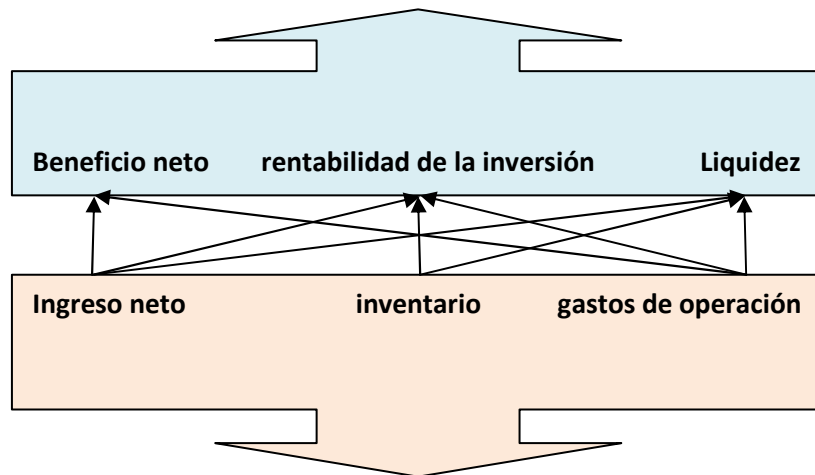 Beneficio neto rentabilidad de la inversión Liquidez
Ingreso neto inventario gastos de operación